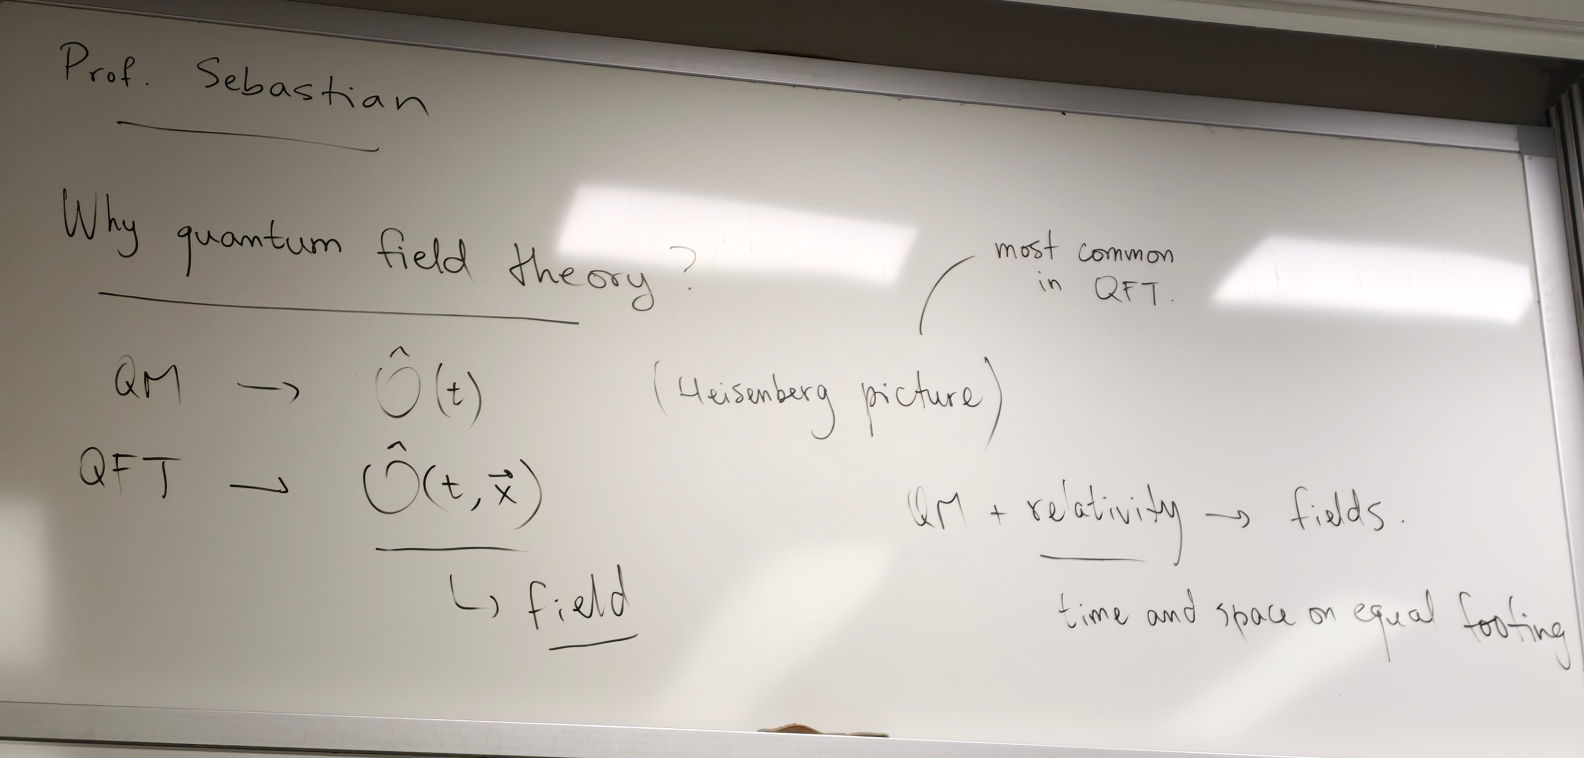 Prof. Sebastian
Why quantum field theory?
most common
in QFT.
QM → Ô(t) (Heisenberg picture)
QFT → Ô(t, x⃗)
↳ field
QM + relativity → fields.
time and space on equal footing